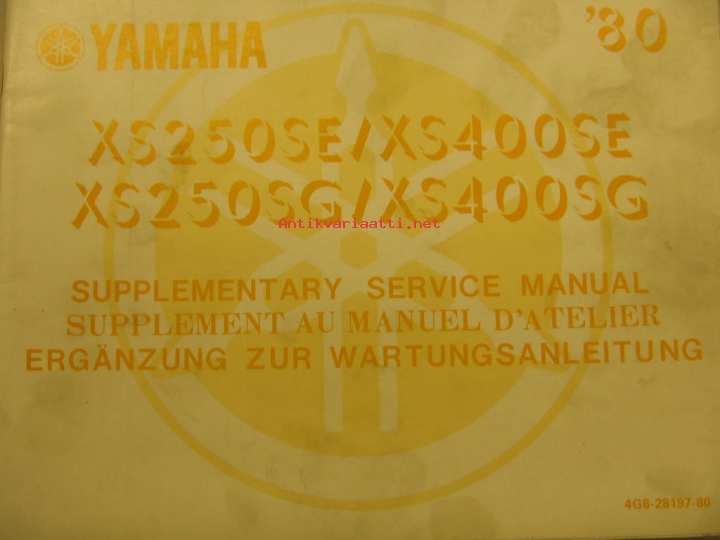 YAMAHA '80
XS250SE/XS400SE
XS250SG/XS400SG
Antikvariaatti.net
SUPPLEMENTARY SERVICE MANUAL
SUPPLEMENT AU MANUEL D'ATELIER
ERGÄNZUNG ZUR WARTUNGSANLEITUNG
4G8-28197-80